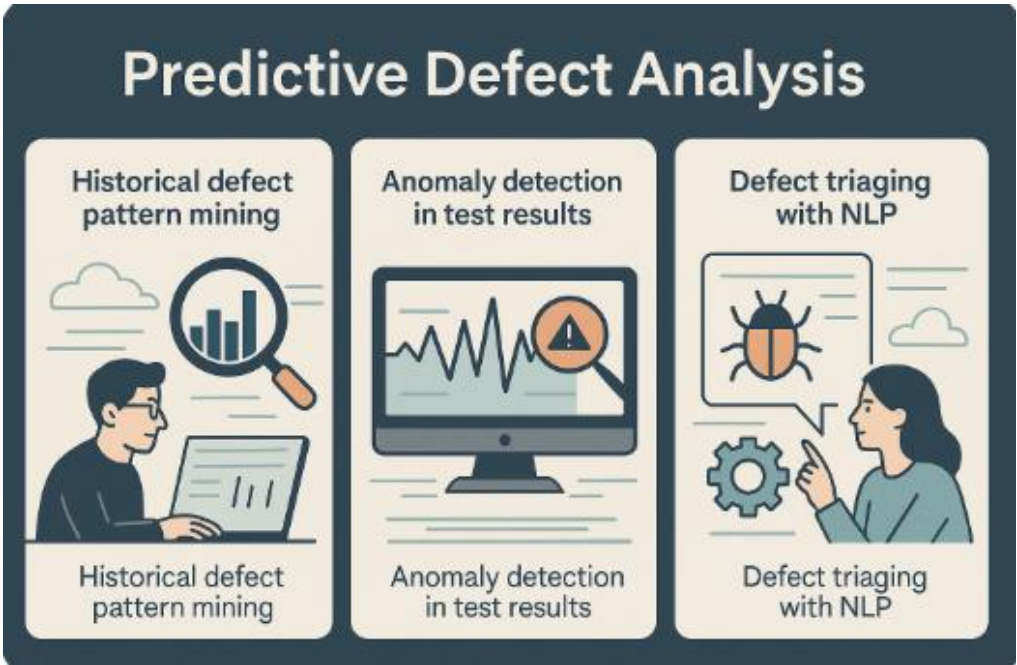 Predictive Defect Analysis
Historical defect
pattern mining
Anomaly detection
in test results
Defect triaging
with NLP
Historical defect
pattern mining
Anomaly detection
in test results
Defect triaging
with NLP